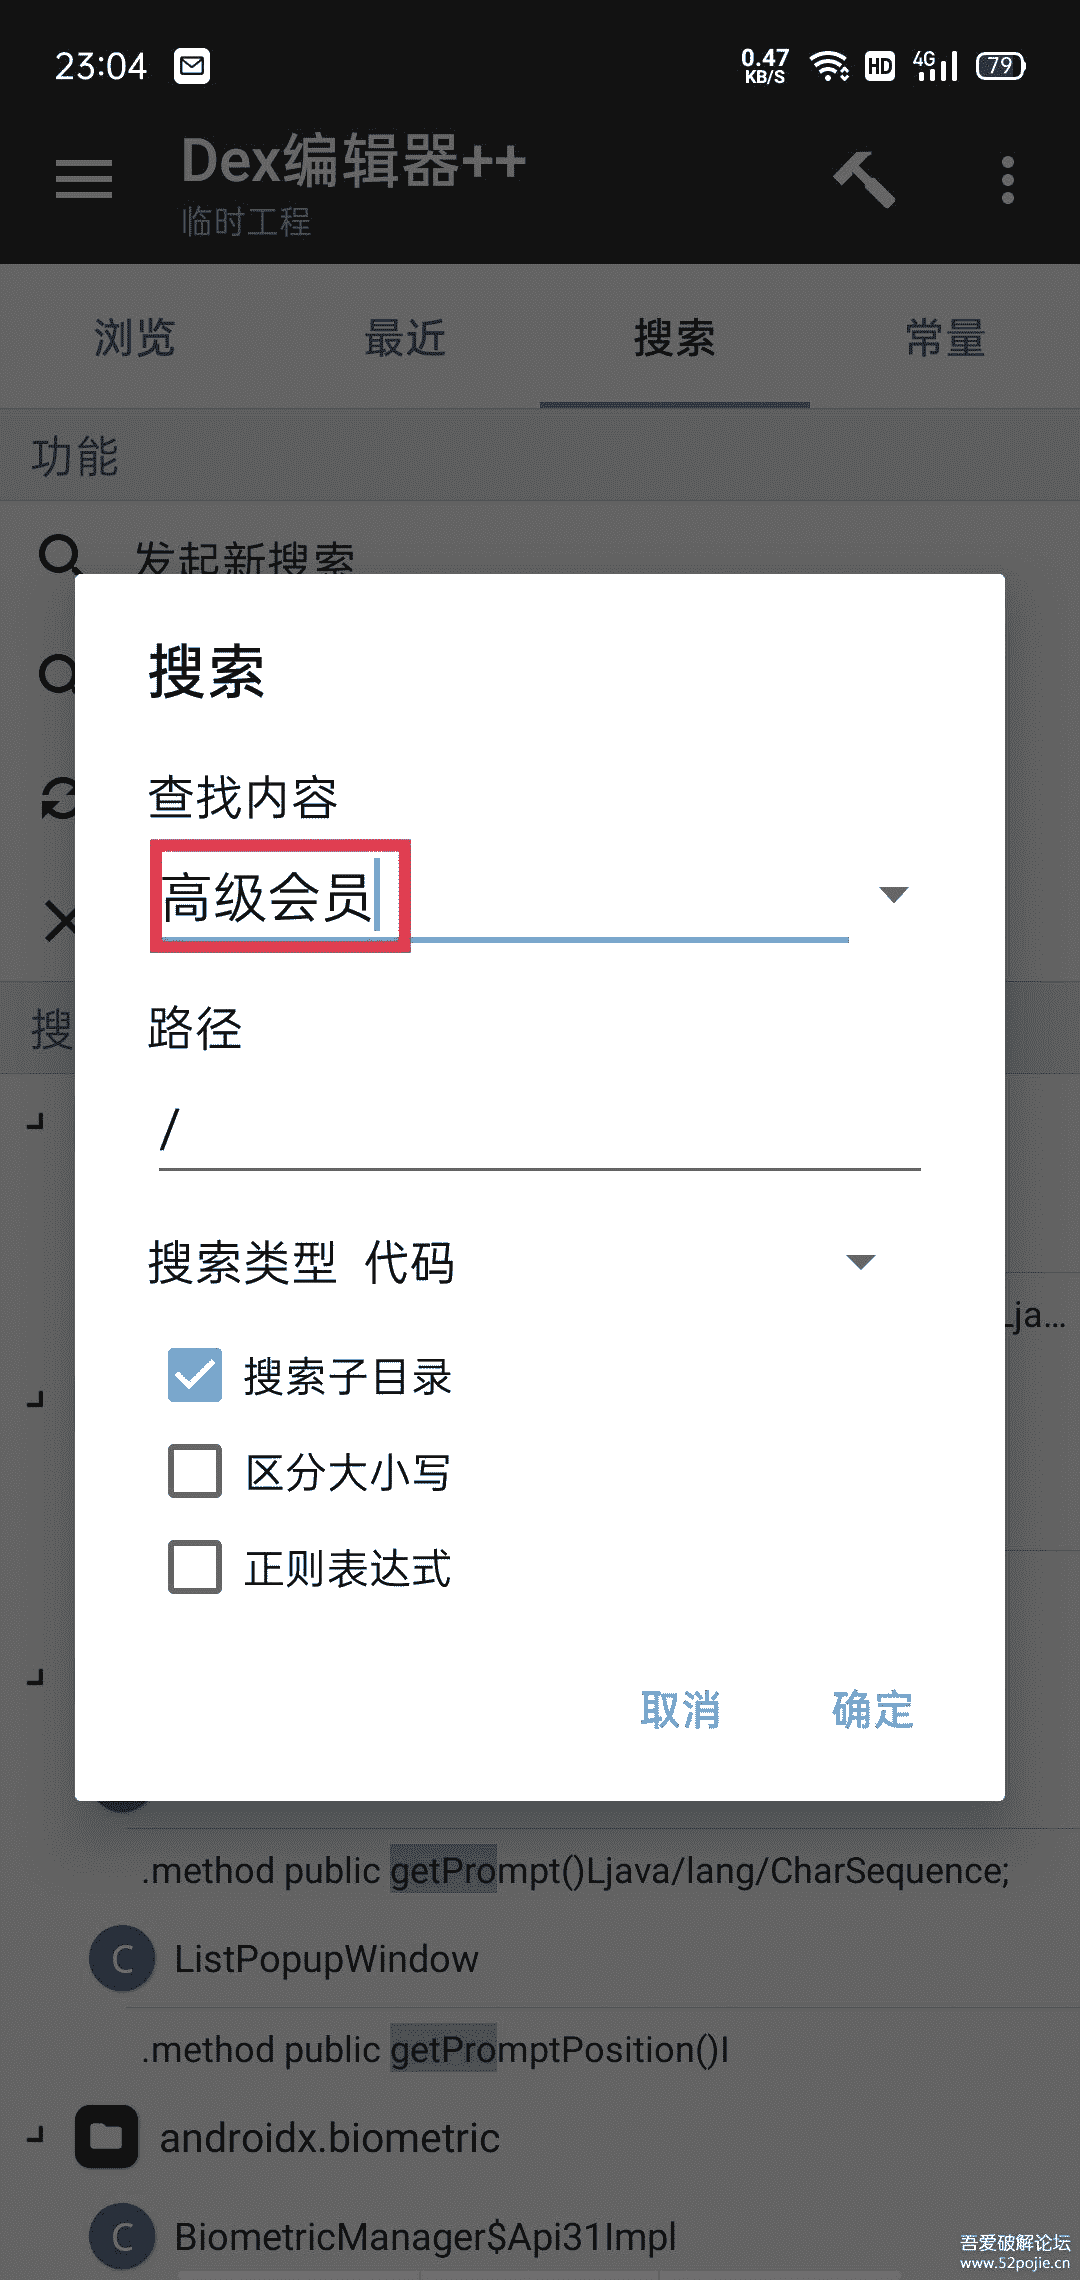 23:04
0.47
KB/S
HD
4G
79
Dex编辑器++
临时工程
浏览
最近
搜索
常量
功能
发起新搜索
搜索
查找内容
高级会员
搜
路径
/
搜索类型 代码
Lja...
搜索子目录
区分大小写
正则表达式
取消
确定
.method public getPrompt()Ljava/lang/CharSequence;
C
ListPopupWindow
.method public getPromptPosition()I
androidx.biometric
C
BiometricManager$Api31Impl
吾爱破解论坛
www.52pojie.cn